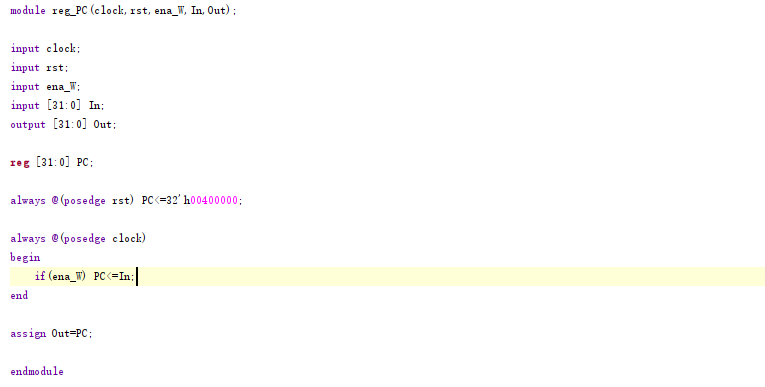 module reg_PC(clock,rst,ena_W,In,Out);
input clock;
input rst;
input ena_W;
input [31:0] In;
output [31:0] Out;
reg [31:0] PC;
always @(posedge rst) PC<=32'h00400000;
always @(posedge clock)
begin
if(ena_W) PC<=In;
end
assign Out=PC;
endmodule